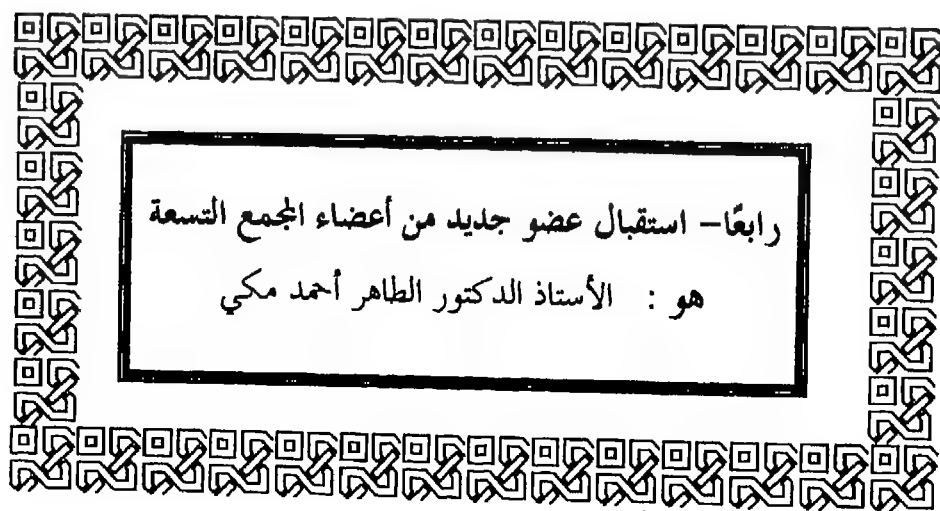 رابعًا– استقبال عضو جديد من أعضاء المجمع التسعة
هو : الأستاذ الدكتور الطاهر أحمد مكي